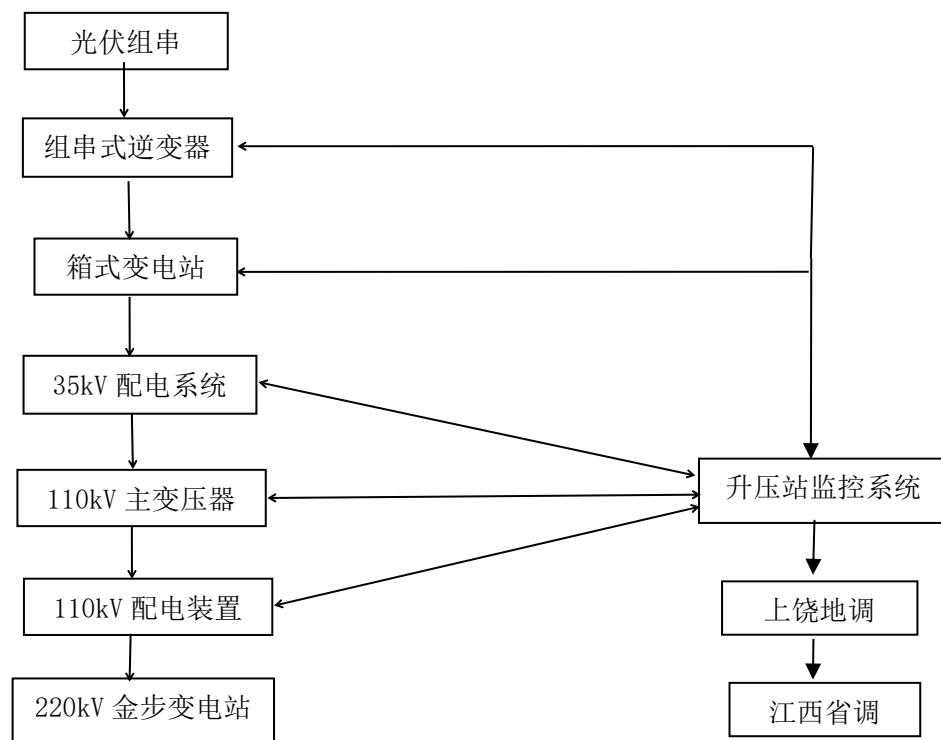 光伏组串
组串式逆变器
箱式变电站
35kV 配电系统
110kV 主变压器
110kV 配电装置
220kV 金步变电站
升压站监控系统
上饶地调
江西省调